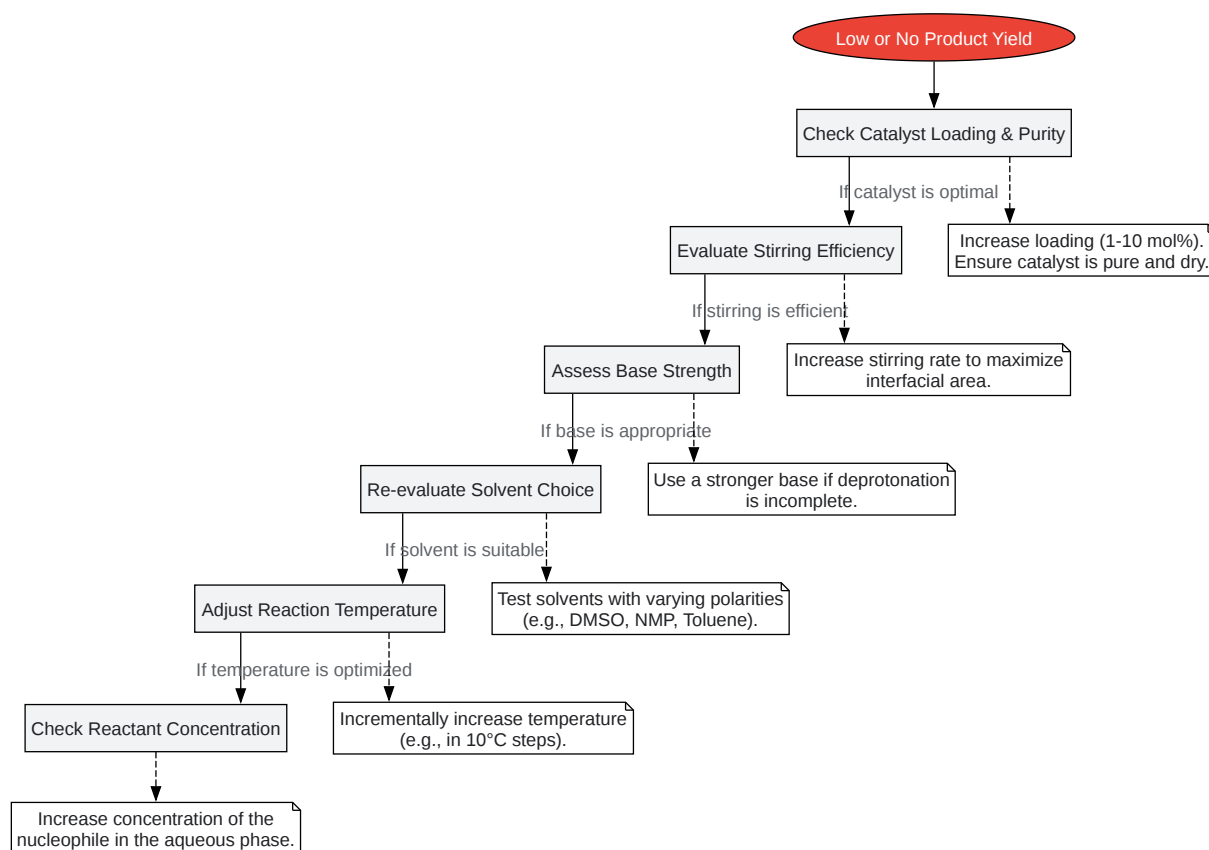 Low or No Product Yield
Check Catalyst Loading & Purity
If catalyst is optimal
Increase loading (1-10 mol%).
Ensure catalyst is pure and dry.
Evaluate Stirring Efficiency
If stirring is efficient
Increase stirring rate to maximize
interfacial area.
Assess Base Strength
If base is appropriate
Use a stronger base if deprotonation
is incomplete.
Re-evaluate Solvent Choice
If solvent is suitable
Test solvents with varying polarities
(e.g., DMSO, NMP, Toluene).
Adjust Reaction Temperature
If temperature is optimized
Incrementally increase temperature
(e.g., in 10°C steps).
Check Reactant Concentration
Increase concentration of the
nucleophile in the aqueous phase.